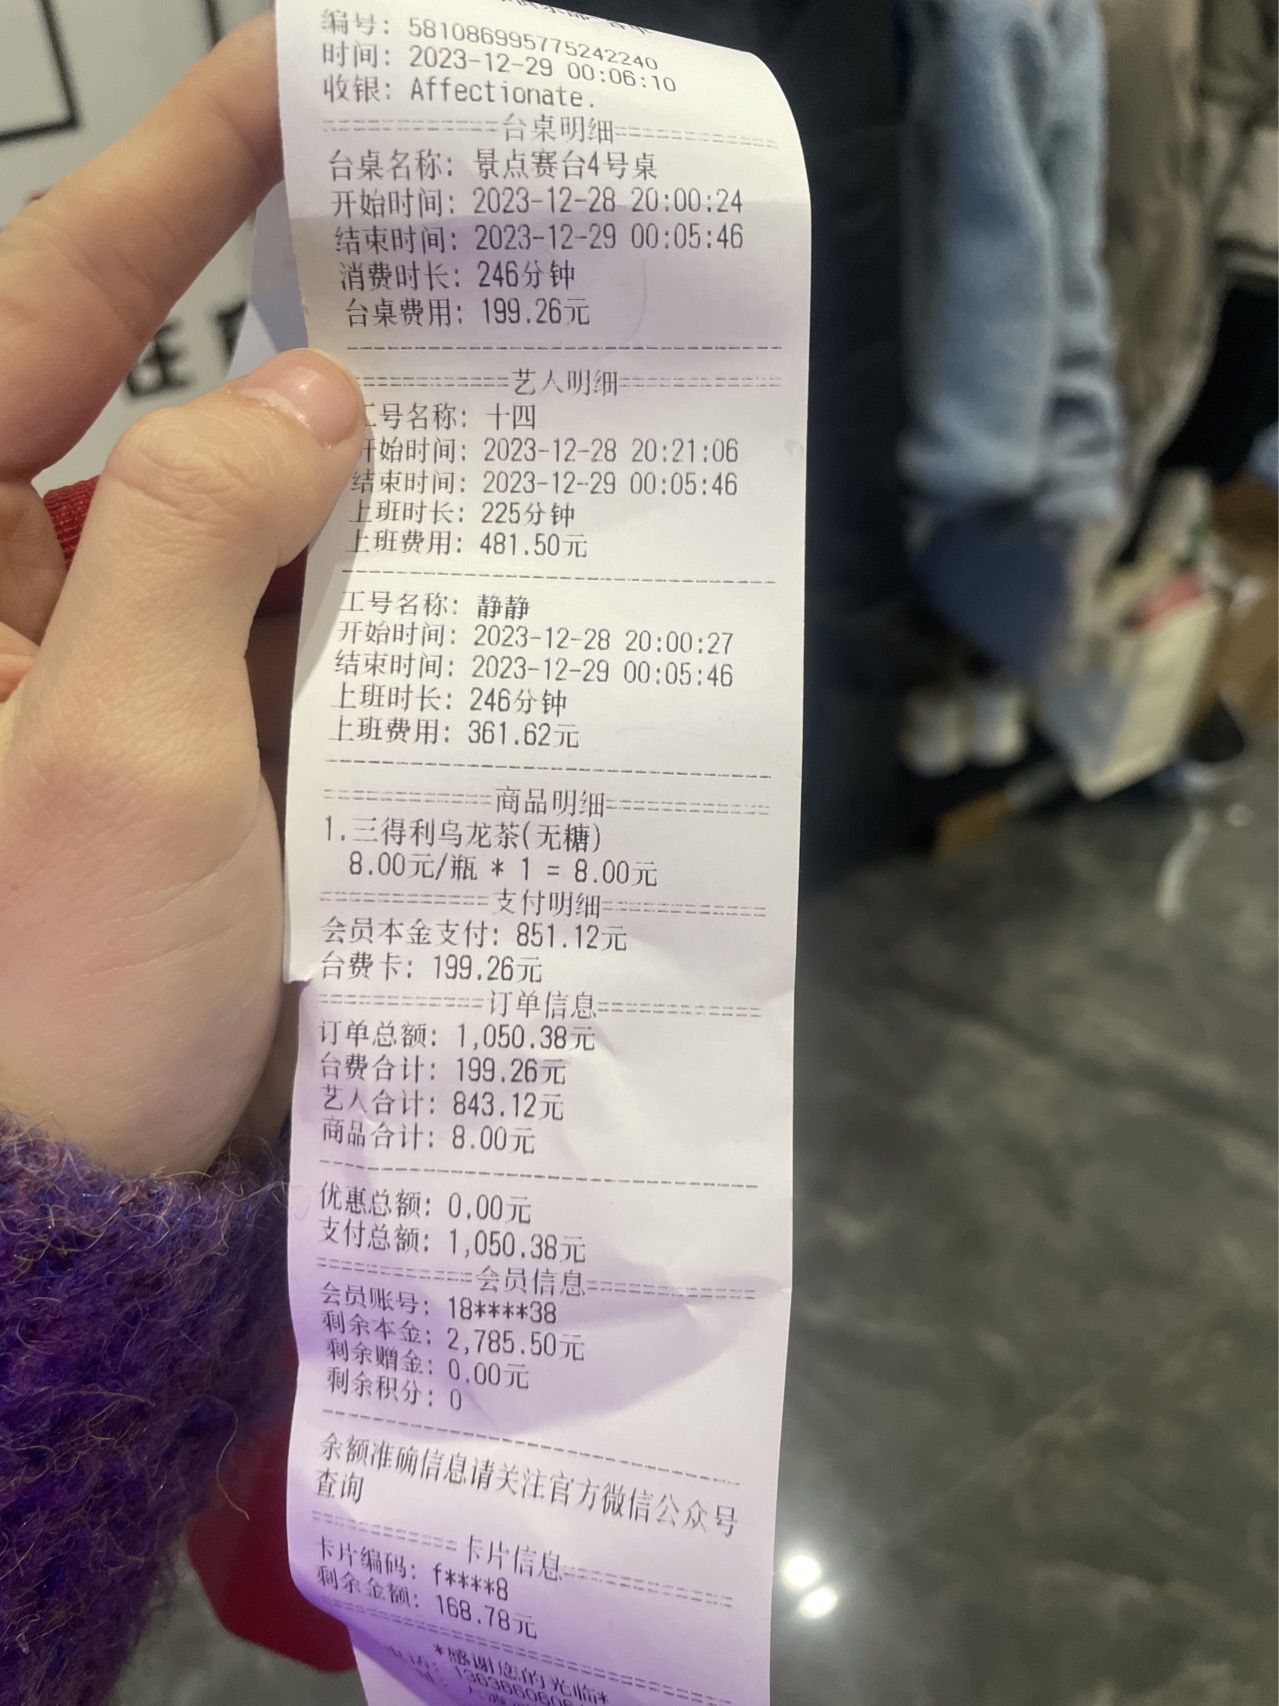 编号: 581086995775242240
时间: 2023-12-29 00:06:10
收银: Affectionate.
==========台桌明细==========
台桌名称: 景点赛台4号桌
开始时间: 2023-12-28 20:00:24
结束时间: 2023-12-29 00:05:46
消费时长: 246分钟
台桌费用: 199.26元
==========艺人明细==========
工号名称: 十四
开始时间: 2023-12-28 20:21:06
结束时间: 2023-12-29 00:05:46
上班时长: 225分钟
上班费用: 481.50元
工号名称: 静静
开始时间: 2023-12-28 20:00:27
结束时间: 2023-12-29 00:05:46
上班时长: 246分钟
上班费用: 361.62元
==========商品明细==========
1.三得利乌龙茶(无糖)
8.00元/瓶 * 1 = 8.00元
==========支付明细==========
会员本金支付: 851.12元
台费卡: 199.26元
==========订单信息==========
订单总额: 1,050.38元
台费合计: 199.26元
艺人合计: 843.12元
商品合计: 8.00元
优惠总额: 0.00元
支付总额: 1,050.38元
==========会员信息==========
会员账号: 18****38
剩余本金: 2,785.50元
剩余赠金: 0.00元
剩余积分: 0
余额准确信息请关注官方微信公众号
查询
==========卡片信息==========
卡片编码: f****8
剩余金额: 168.78元
*感谢您的光临*